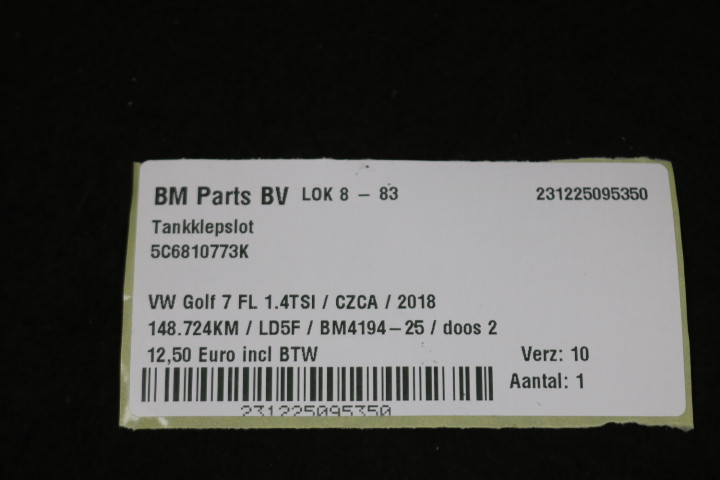 BM Parts BV LOK 8 - 83 231225095350
Tankklepslot
5C6810773K
VW Golf 7 FL 1.4TSI / CZCA / 2018
148.724KM / LD5F / BM4194-25 / doos 2
12,50 Euro incl BTW Verz: 10
Aantal: 1
231225095350